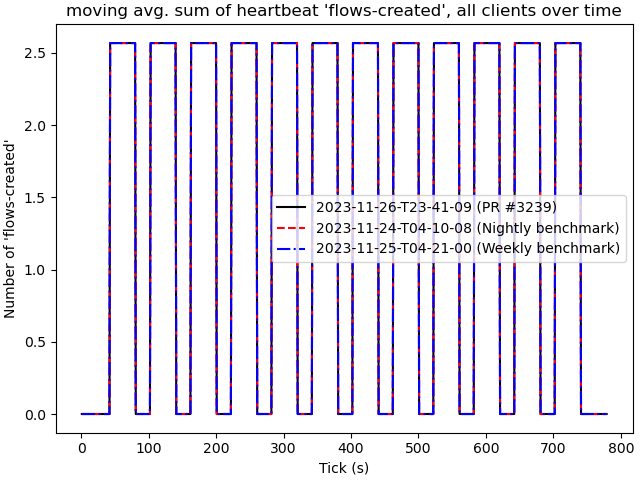 moving avg. sum of heartbeat 'flows-created', all clients over time
Number of 'flows-created'
2.5
2.0
1.5
1.0
0.5
0.0
2023-11-26-T23-41-09 (PR #3239)
2023-11-24-T04-10-08 (Nightly benchmark)
2023-11-25-T04-21-00 (Weekly benchmark)
0 100 200 300 400 500 600 700 800
Tick (s)